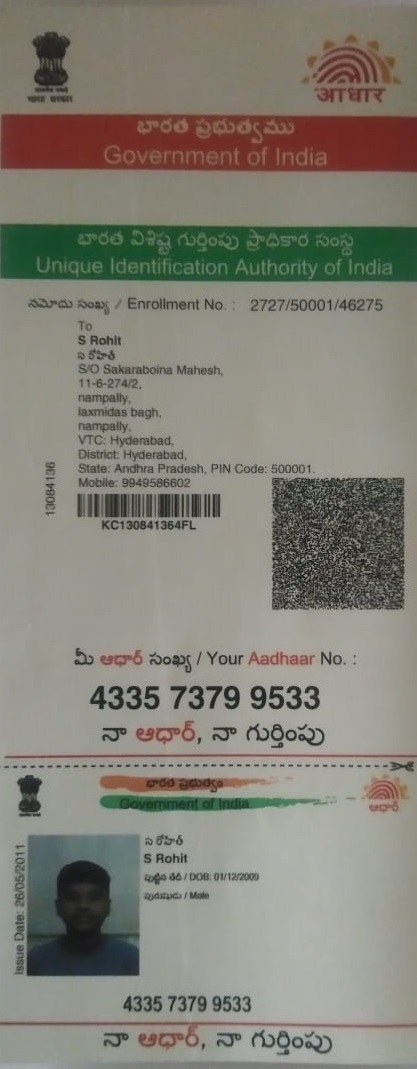 भारत सरकार
आधार
భారత ప్రభుత్వము
Government of India
భారత విశిష్ట గుర్తింపు ప్రాధికార సంస్థ
Unique Identification Authority of India
నమోదు సంఖ్య / Enrollment No. : 2727/50001/46275
To
S Rohit
స రోహిత్
S/O Sakaraboina Mahesh,
11-6-274/2,
nampally,
laxmidas bagh,
nampally,
VTC: Hyderabad,
District: Hyderabad,
State: Andhra Pradesh, PIN Code: 500001.
Mobile: 9949586602
13084136
KC130841364FL
మీ ఆధార్ సంఖ్య / Your Aadhaar No. :
4335 7379 9533
నా ఆధార్, నా గుర్తింపు
భారత ప్రభుత్వం
Government of India
ఆధార్
Issue Date: 26/05/2011
స రోహిత్
S Rohit
పుట్టిన తేదీ / DOB: 01/12/2009
పురుషుడు / Male
4335 7379 9533
నా ఆధార్, నా గుర్తింపు